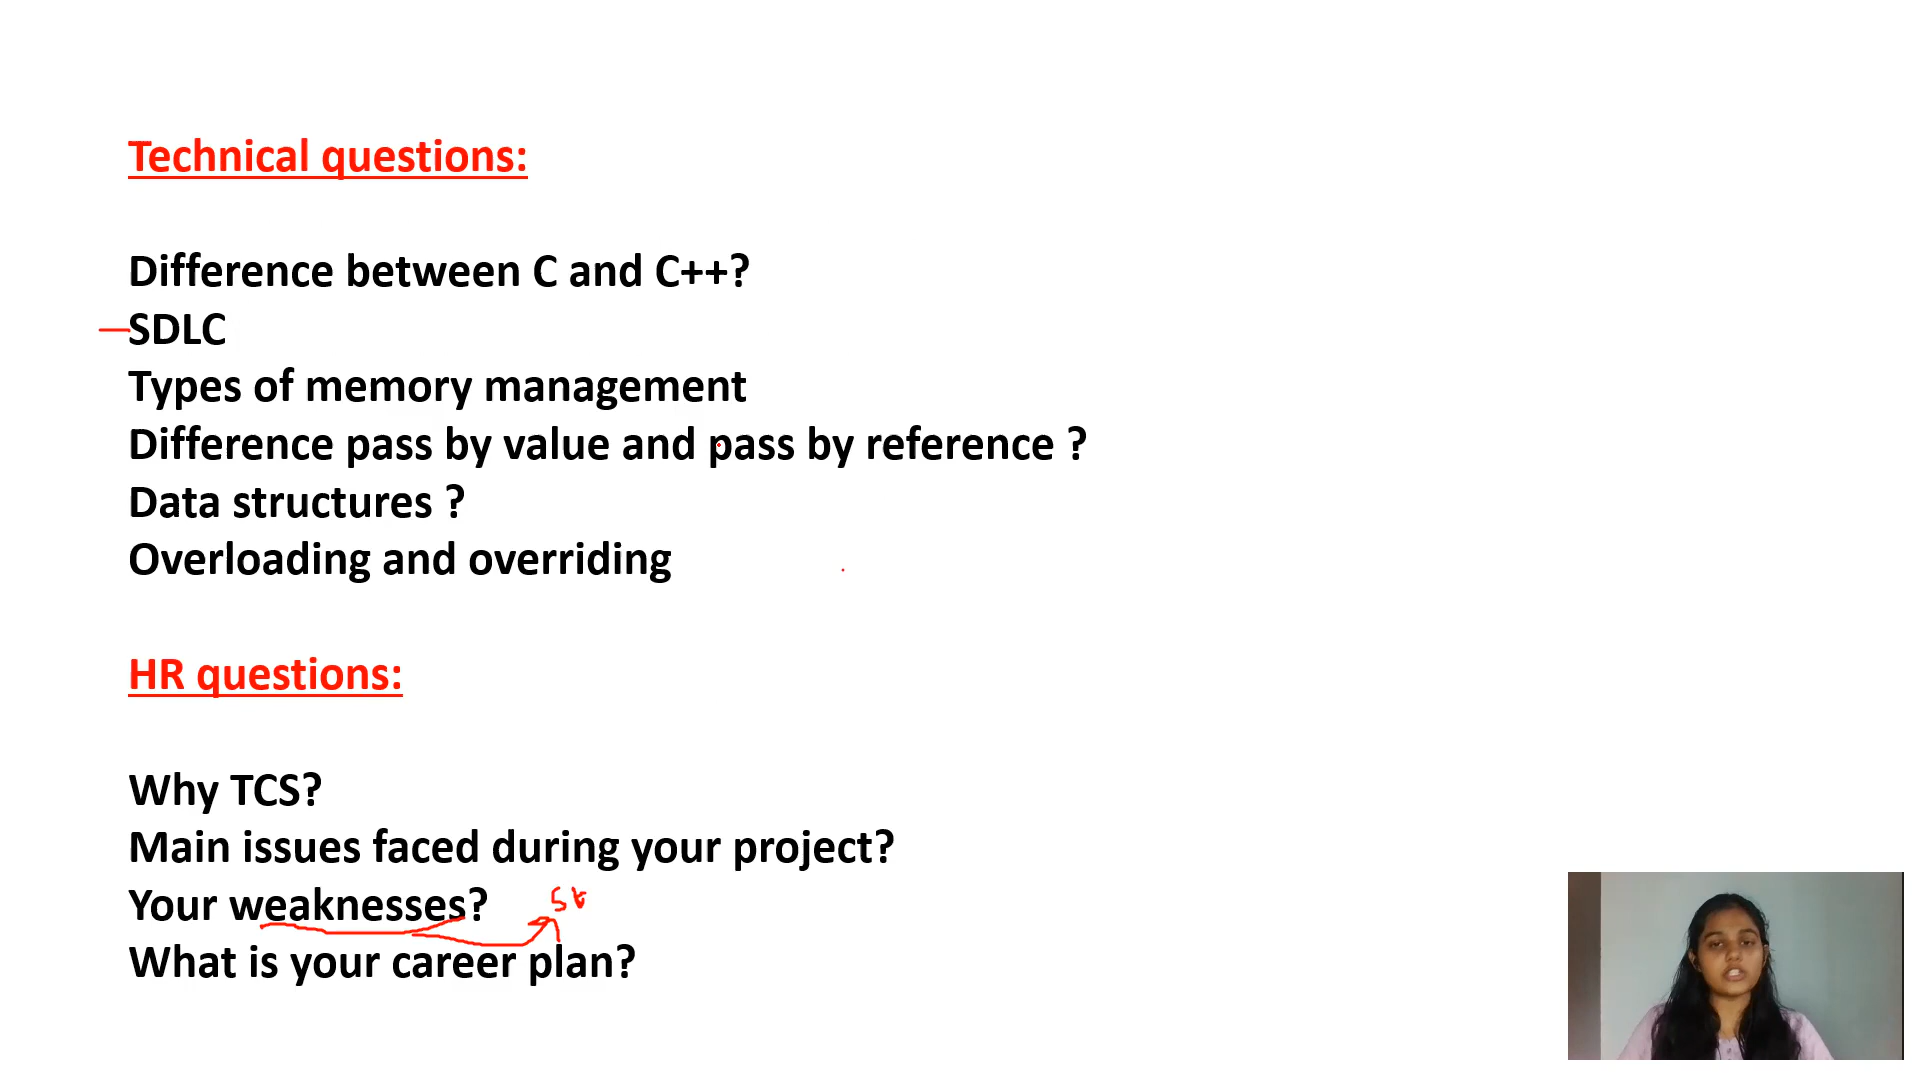 Technical questions:
Difference between C and C++?
SDLC
Types of memory management
Difference pass by value and pass by reference ?
Data structures ?
Overloading and overriding
HR questions:
Why TCS?
Main issues faced during your project?
Your weaknesses?
St
What is your career plan?